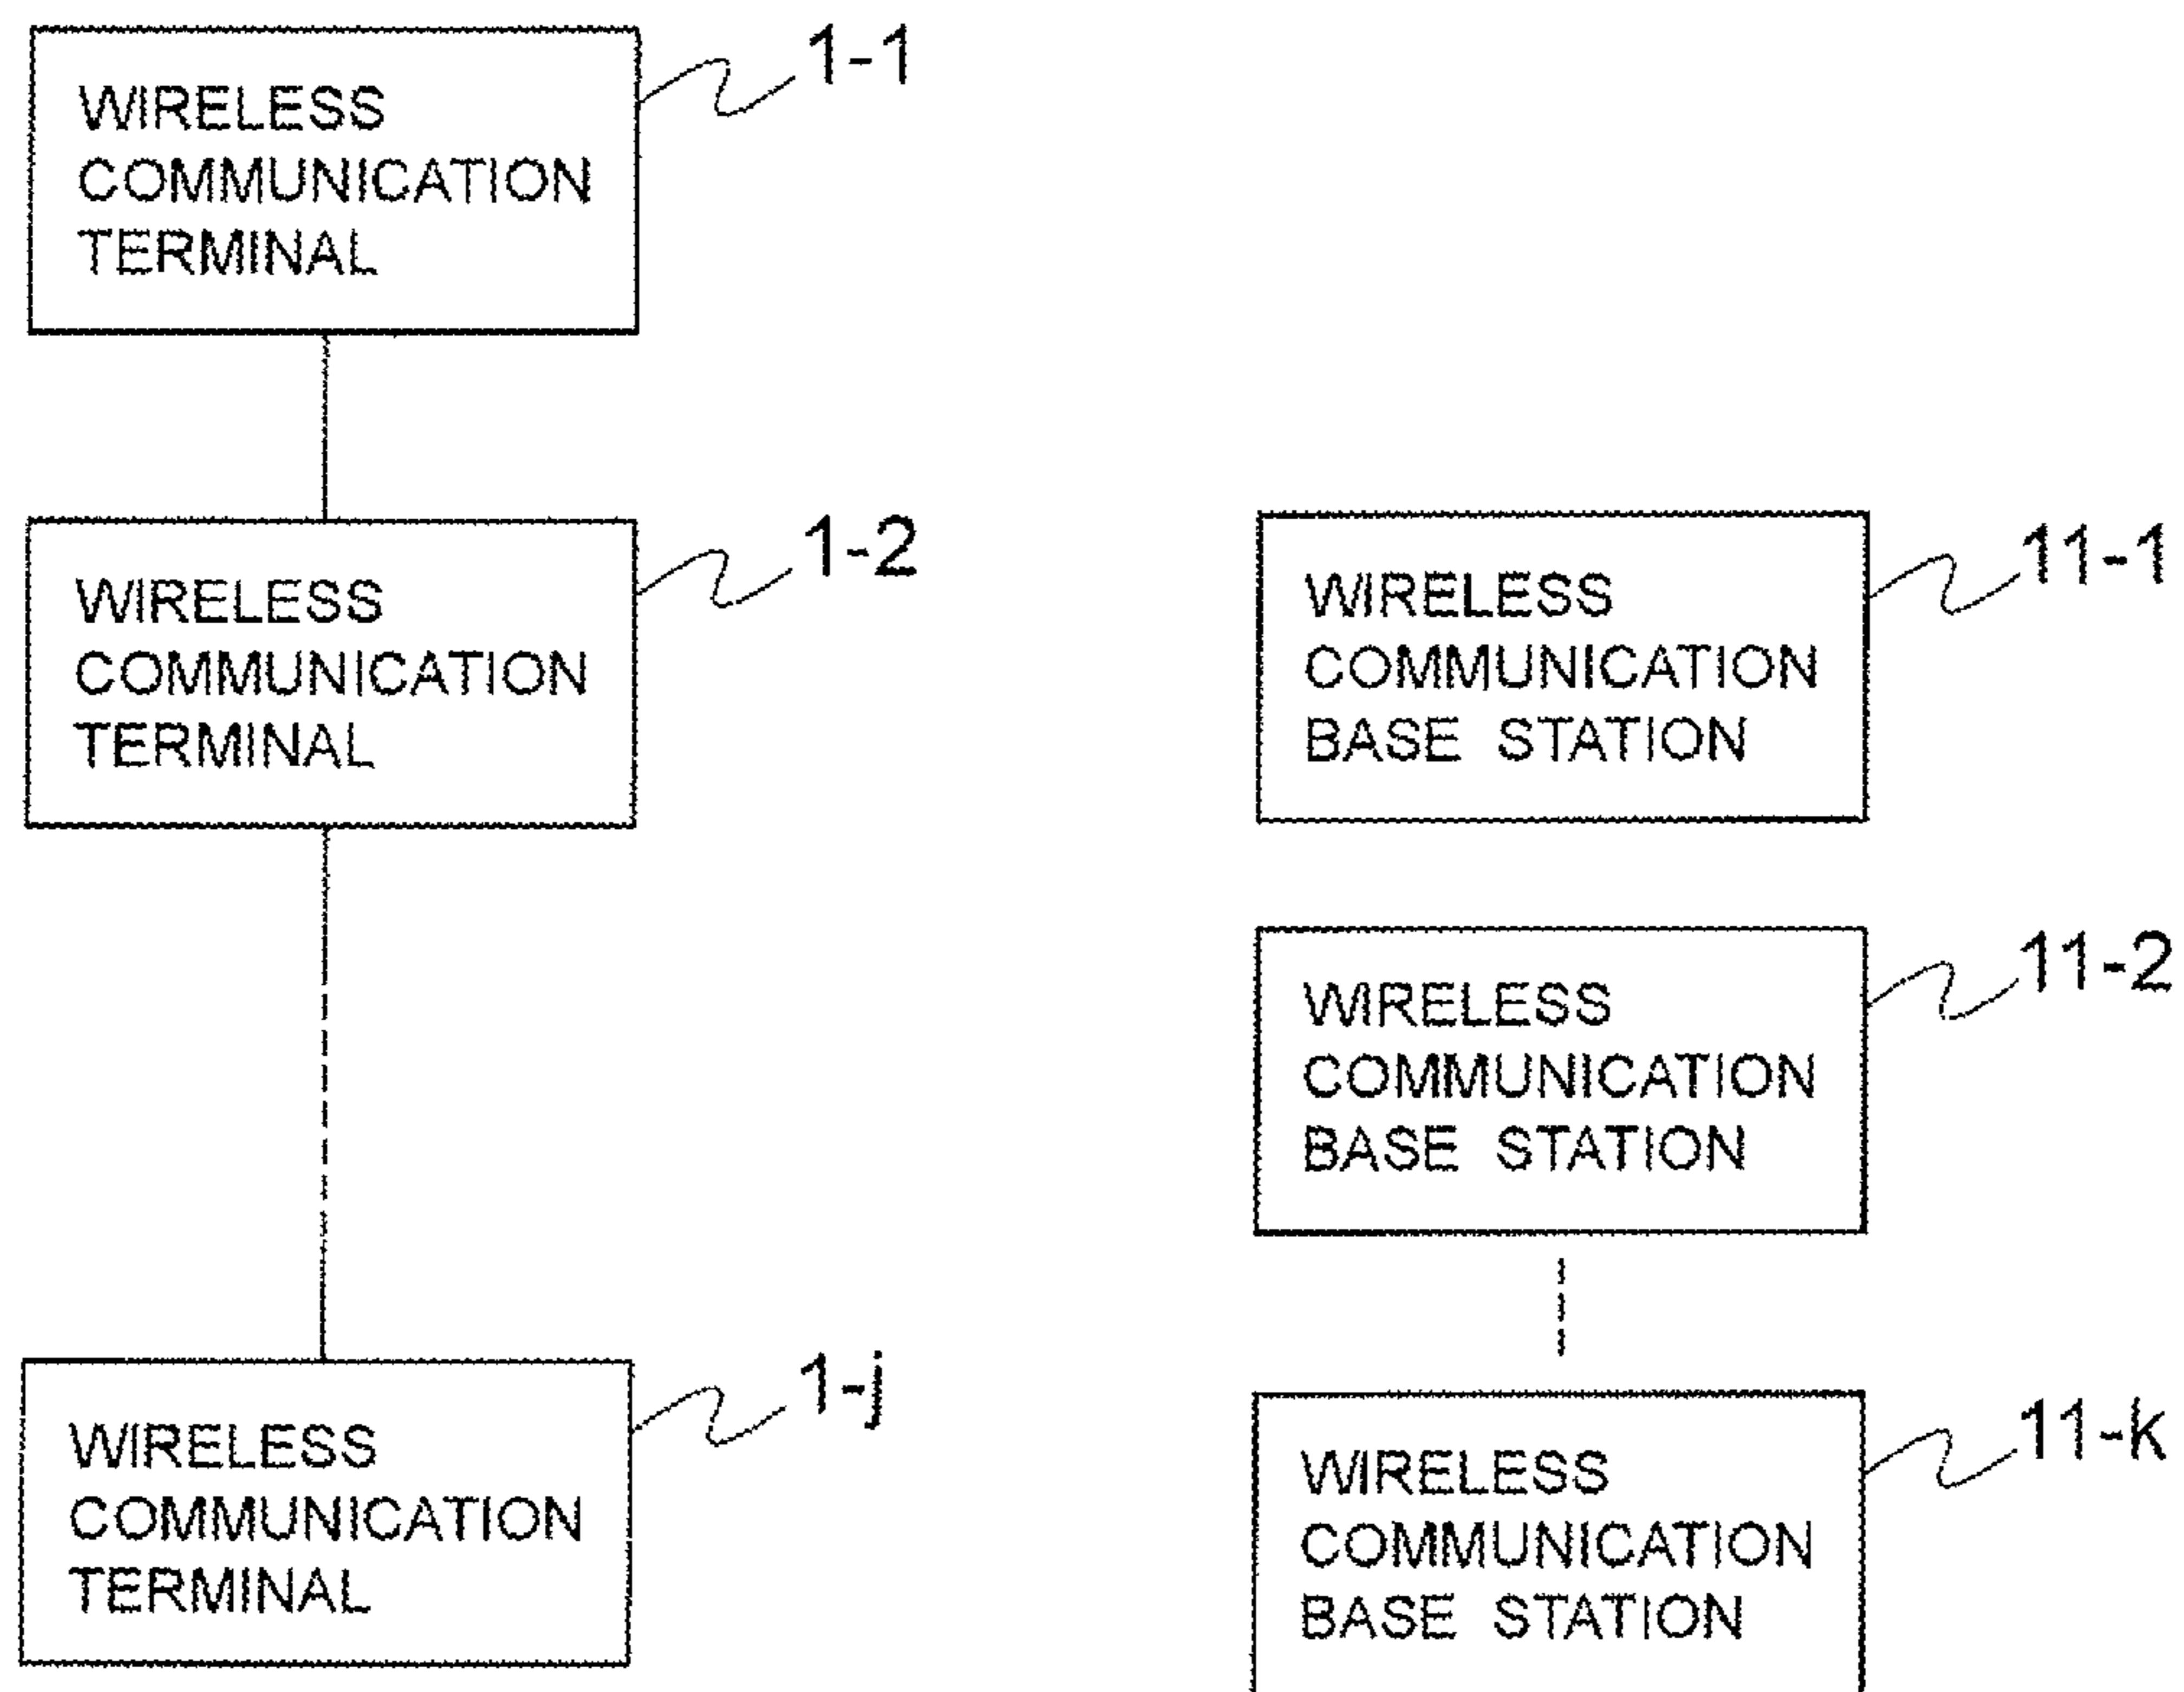 1-1
WIRELESS
COMMUNICATION
TERMINAL
1-2
WIRELESS
COMMUNICATION
TERMINAL
1-j
WIRELESS
COMMUNICATION
TERMINAL
11-1
WIRELESS
COMMUNICATION
BASE STATION
11-2
WIRELESS
COMMUNICATION
BASE STATION
11-k
WIRELESS
COMMUNICATION
BASE STATION